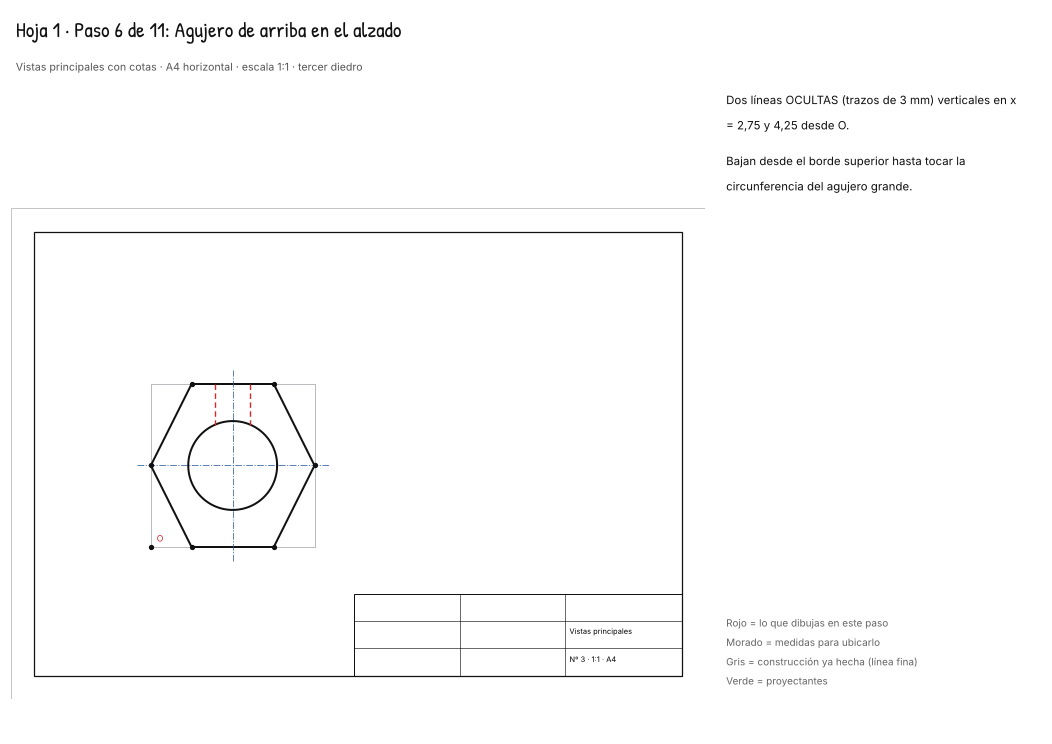 Hoja 1 · Paso 6 de 11: Agujero de arriba en el alzado
Vistas principales con cotas · A4 horizontal · escala 1:1 · tercer diedro
Dos líneas OCULTAS (trazos de 3 mm) verticales en x
= 2,75 y 4,25 desde O.
Bajan desde el borde superior hasta tocar la
circunferencia del agujero grande.
O
Vistas principales
Nº 3 · 1:1 · A4
Rojo = lo que dibujas en este paso
Morado = medidas para ubicarlo
Gris = construcción ya hecha (línea fina)
Verde = proyectantes